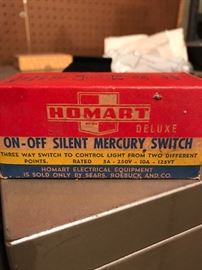 HOMART
DELUXE
ON-OFF SILENT MERCURY SWITCH
THREE WAY SWITCH TO CONTROL LIGHT FROM TWO DIFFERENT
POINTS. RATED 5A-250V-10A-125VT
HOMART ELECTRICAL EQUIPMENT
IS SOLD ONLY BY SEARS, ROEBUCK AND CO.